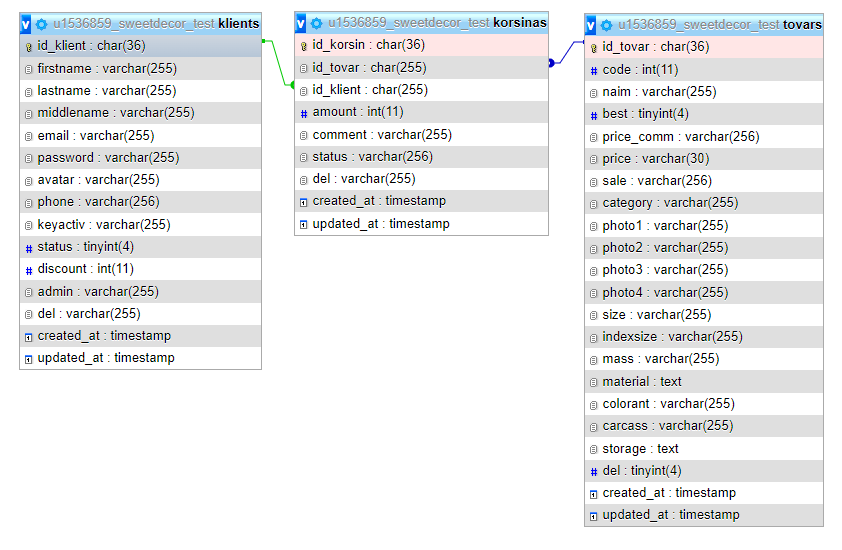 u1536859_sweetdecor_test klients
id_klient : char(36)
firstname : varchar(255)
lastname : varchar(255)
middlename : varchar(255)
email : varchar(255)
password : varchar(255)
avatar : varchar(255)
phone : varchar(256)
keyactiv : varchar(255)
status : tinyint(4)
discount : int(11)
admin : varchar(255)
del : varchar(255)
created_at : timestamp
updated_at : timestamp
u1536859_sweetdecor_test korsinas
id_korsin : char(36)
id_tovar : char(255)
id_klient : char(255)
amount : int(11)
comment : varchar(255)
status : varchar(256)
del : varchar(255)
created_at : timestamp
updated_at : timestamp
u1536859_sweetdecor_test tovars
id_tovar : char(36)
code : int(11)
naim : varchar(255)
best : tinyint(4)
price_comm : varchar(256)
price : varchar(30)
sale : varchar(256)
category : varchar(255)
photo1 : varchar(255)
photo2 : varchar(255)
photo3 : varchar(255)
photo4 : varchar(255)
size : varchar(255)
indexsize : varchar(255)
mass : varchar(255)
material : text
colorant : varchar(255)
carcass : varchar(255)
storage : text
del : tinyint(4)
created_at : timestamp
updated_at : timestamp